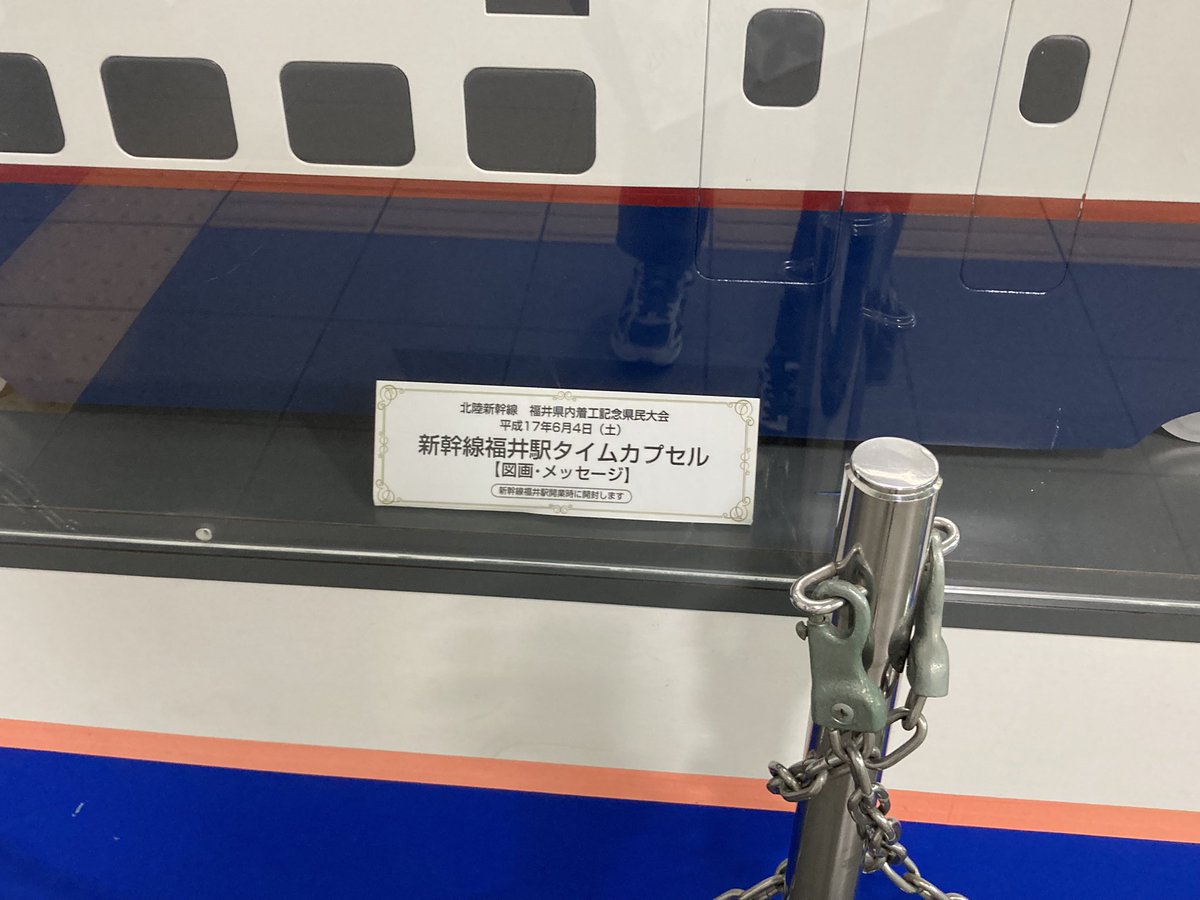 北陸新幹線　福井県内着工記念県民大会
平成17年6月4日（土）
新幹線福井駅タイムカプセル
【図画・メッセージ】
新幹線福井駅開業時に開封します